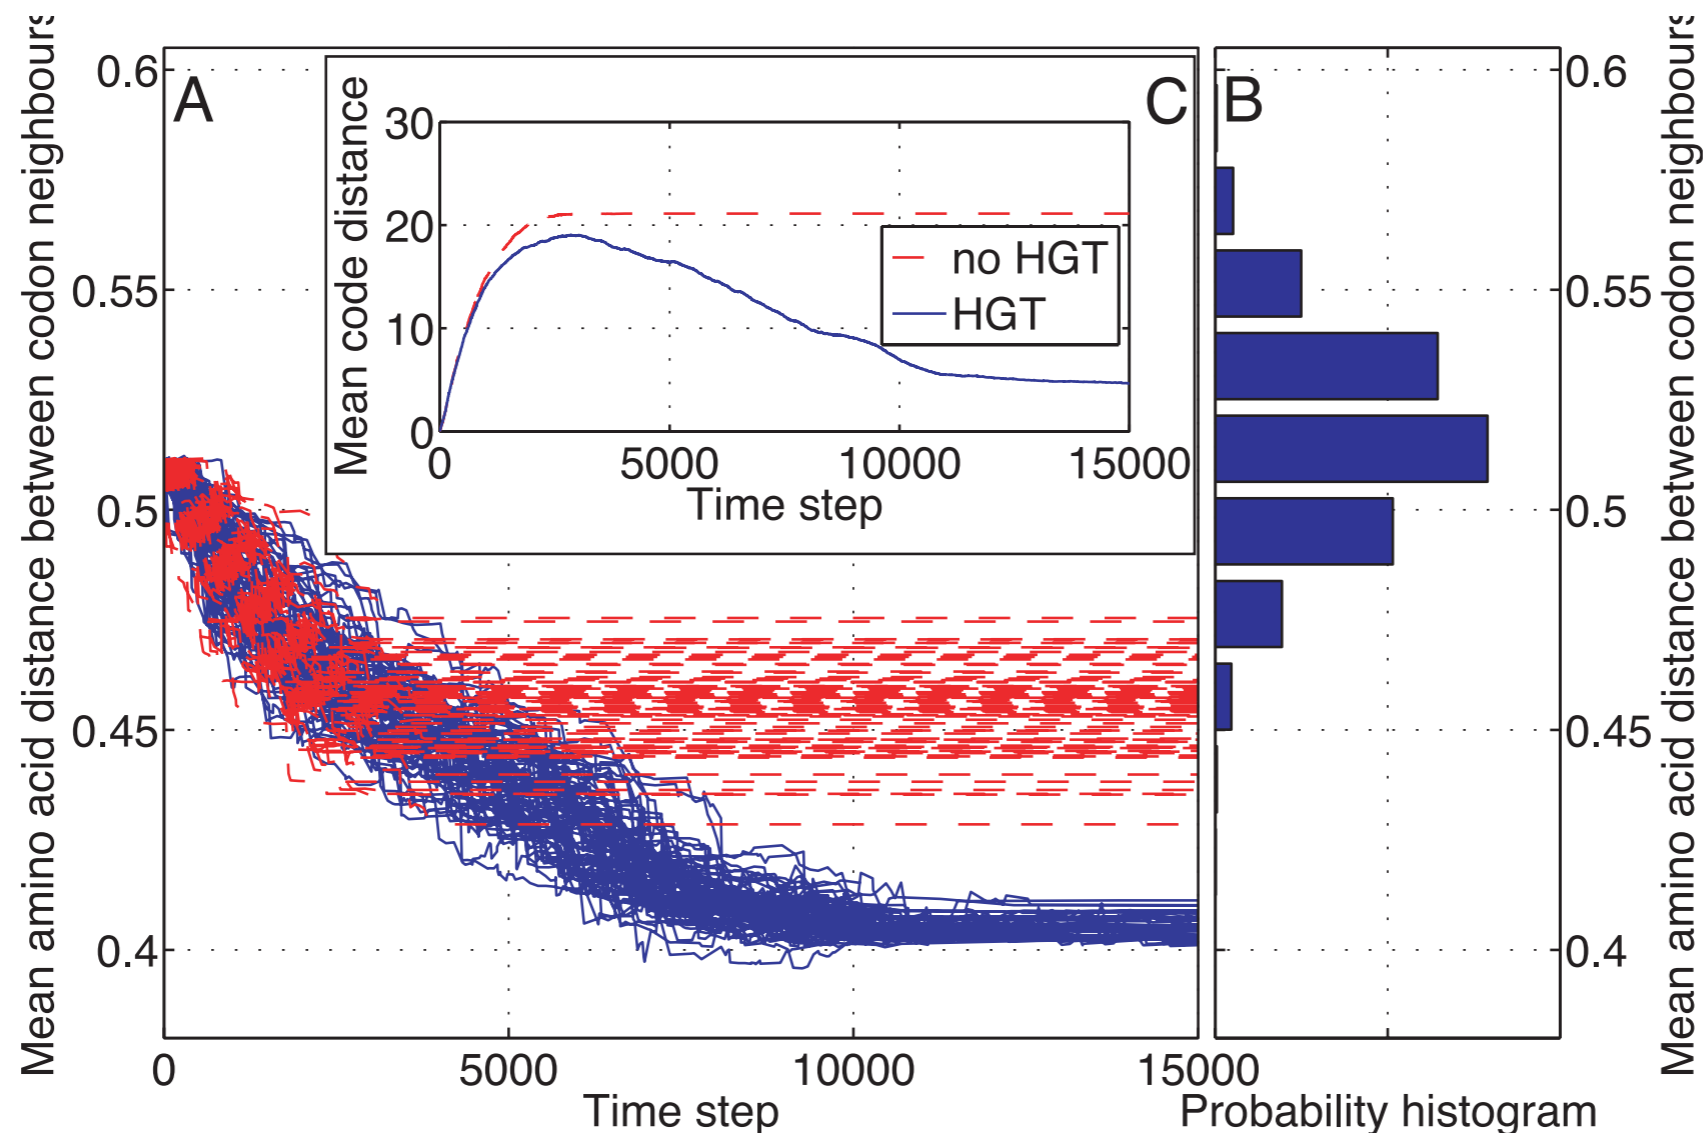 Mean amino acid distance between codon neighbours
0.6
0.55
0.5
0.45
0.4
A
0
5000
10000
15000
Time step
C
Mean code distance
30
20
10
0
no HGT
HGT
0
5000
10000
15000
Time step
B
0.6
0.55
0.5
0.45
0.4
Probability histogram
Mean amino acid distance between codon neighbours